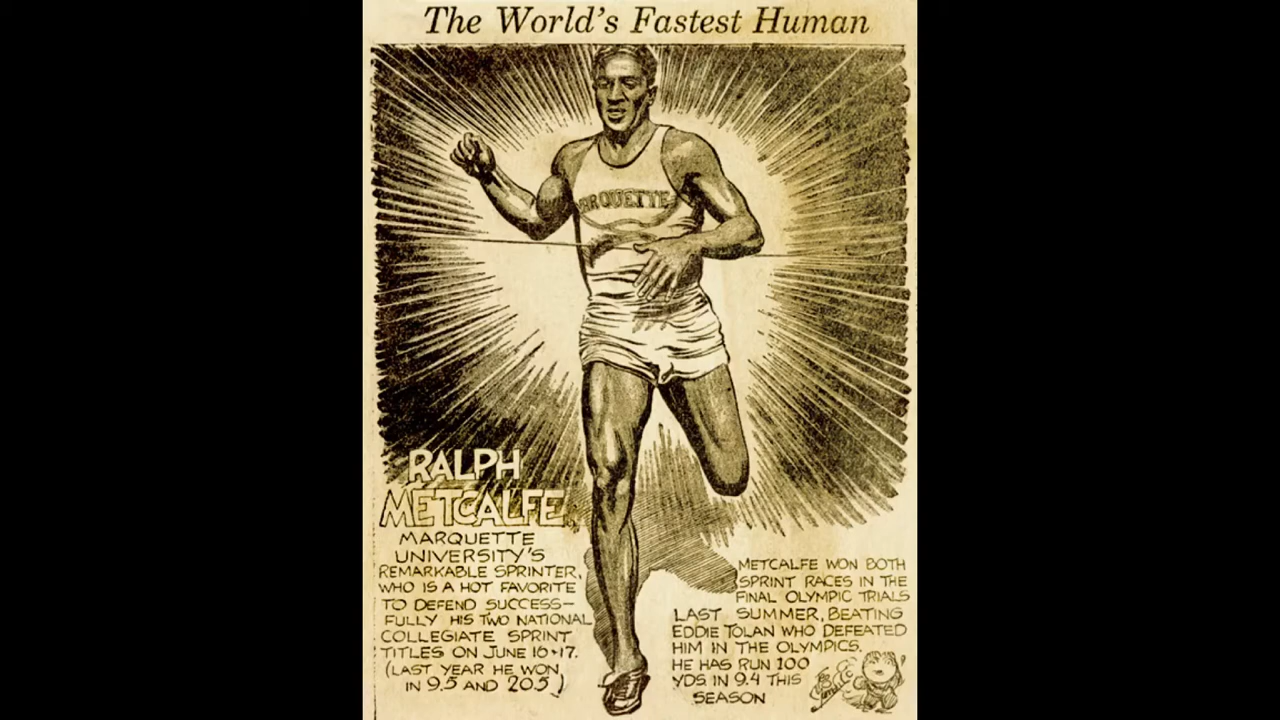 The World's Fastest Human
ARQUETTE
RALPH
METCALFE
MARQUETTE
UNIVERSITY'S
REMARKABLE SPRINTER,
WHO IS A HOT FAVORITE
TO DEFEND SUCCESS-
FULLY HIS TWO NATIONAL
COLLEGIATE SPRINT
TITLES ON JUNE 16+17.
(LAST YEAR HE WON
IN 9.5 AND 20.5)
METCALFE WON BOTH
SPRINT RACES IN THE
FINAL OLYMPIC TRIALS
LAST SUMMER, BEATING
EDDIE TOLAN WHO DEFEATED
HIM IN THE OLYMPICS.
HE HAS RUN 100
YDS IN 9.4 THIS
SEASON